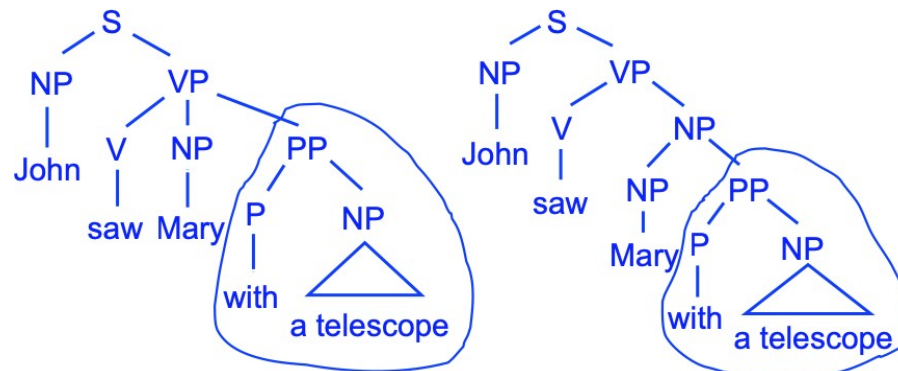 S S
NP VP NP VP
John V NP PP V NP
saw Mary P NP John saw NP PP
with a telescope Mary P NP
with a telescope